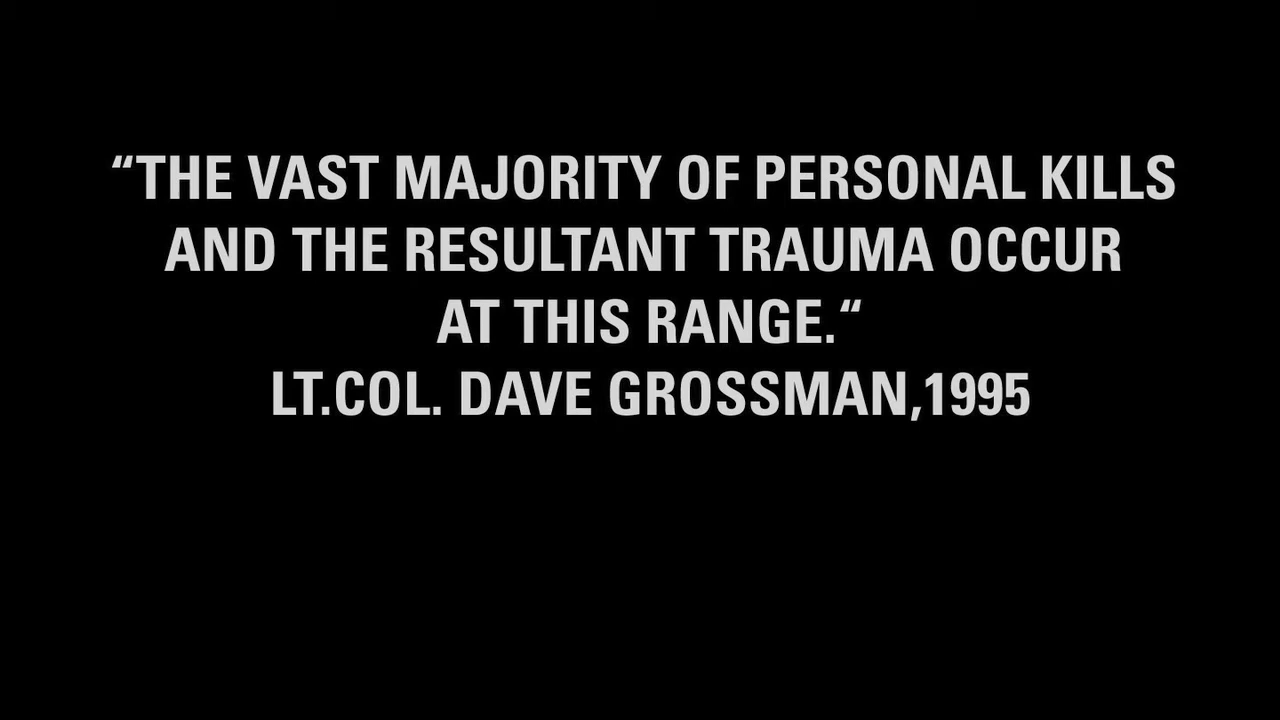 “THE VAST MAJORITY OF PERSONAL KILLS
AND THE RESULTANT TRAUMA OCCUR
AT THIS RANGE.“
LT.COL. DAVE GROSSMAN,1995